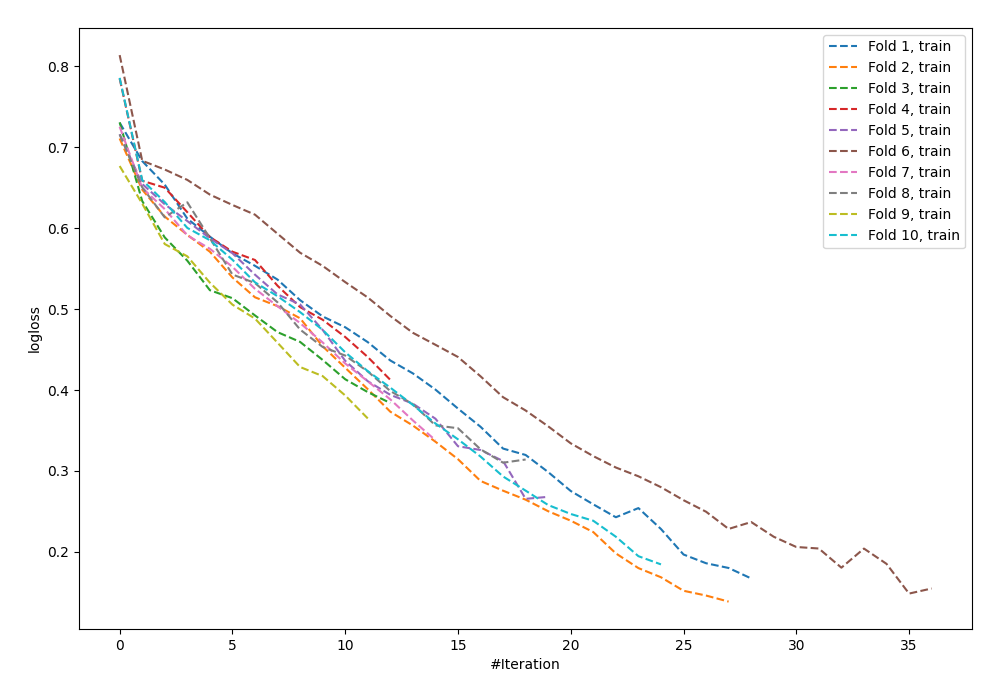 0.8
0.7
0.6
0.5
0.4
0.3
0.2
logloss
0
5
10
15
20
25
30
35
#Iteration
Fold 1, train
Fold 2, train
Fold 3, train
Fold 4, train
Fold 5, train
Fold 6, train
Fold 7, train
Fold 8, train
Fold 9, train
Fold 10, train